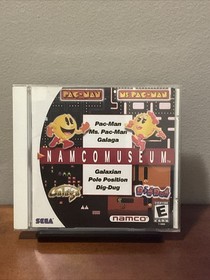 PAC-MAN
MS. PAC-MAN
Pac-Man
Ms. Pac-Man
Galaga
NAMCOMUSEUM
Galaxian
Pole Position
Dig-Dug
Galaga
SEGA
namco
E